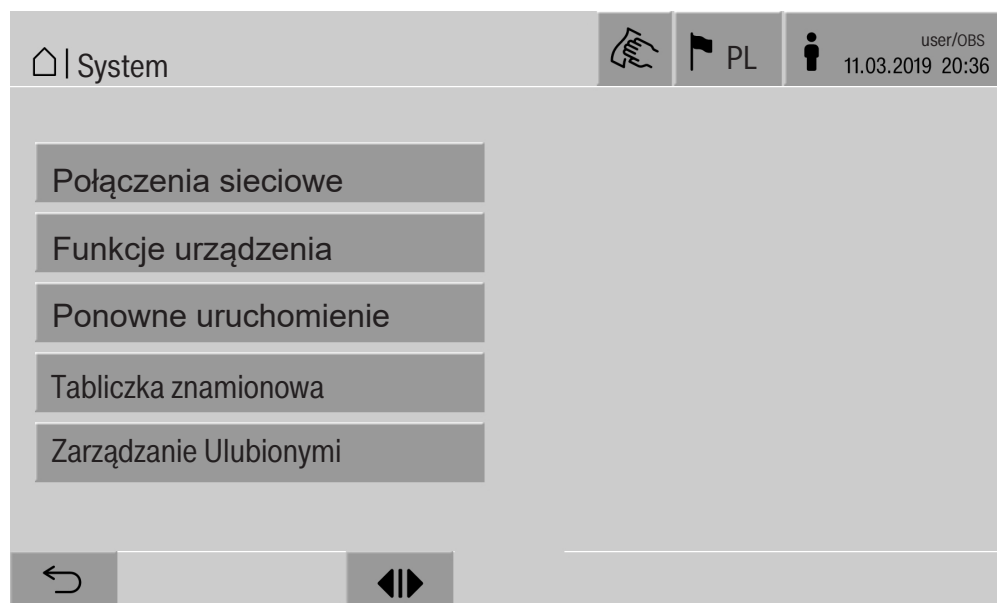 | System
PL
user/OBS
11.03.2019 20:36
Połączenia sieciowe
Funkcje urządzenia
Ponowne uruchomienie
Tabliczka znamionowa
Zarządzanie Ulubionymi